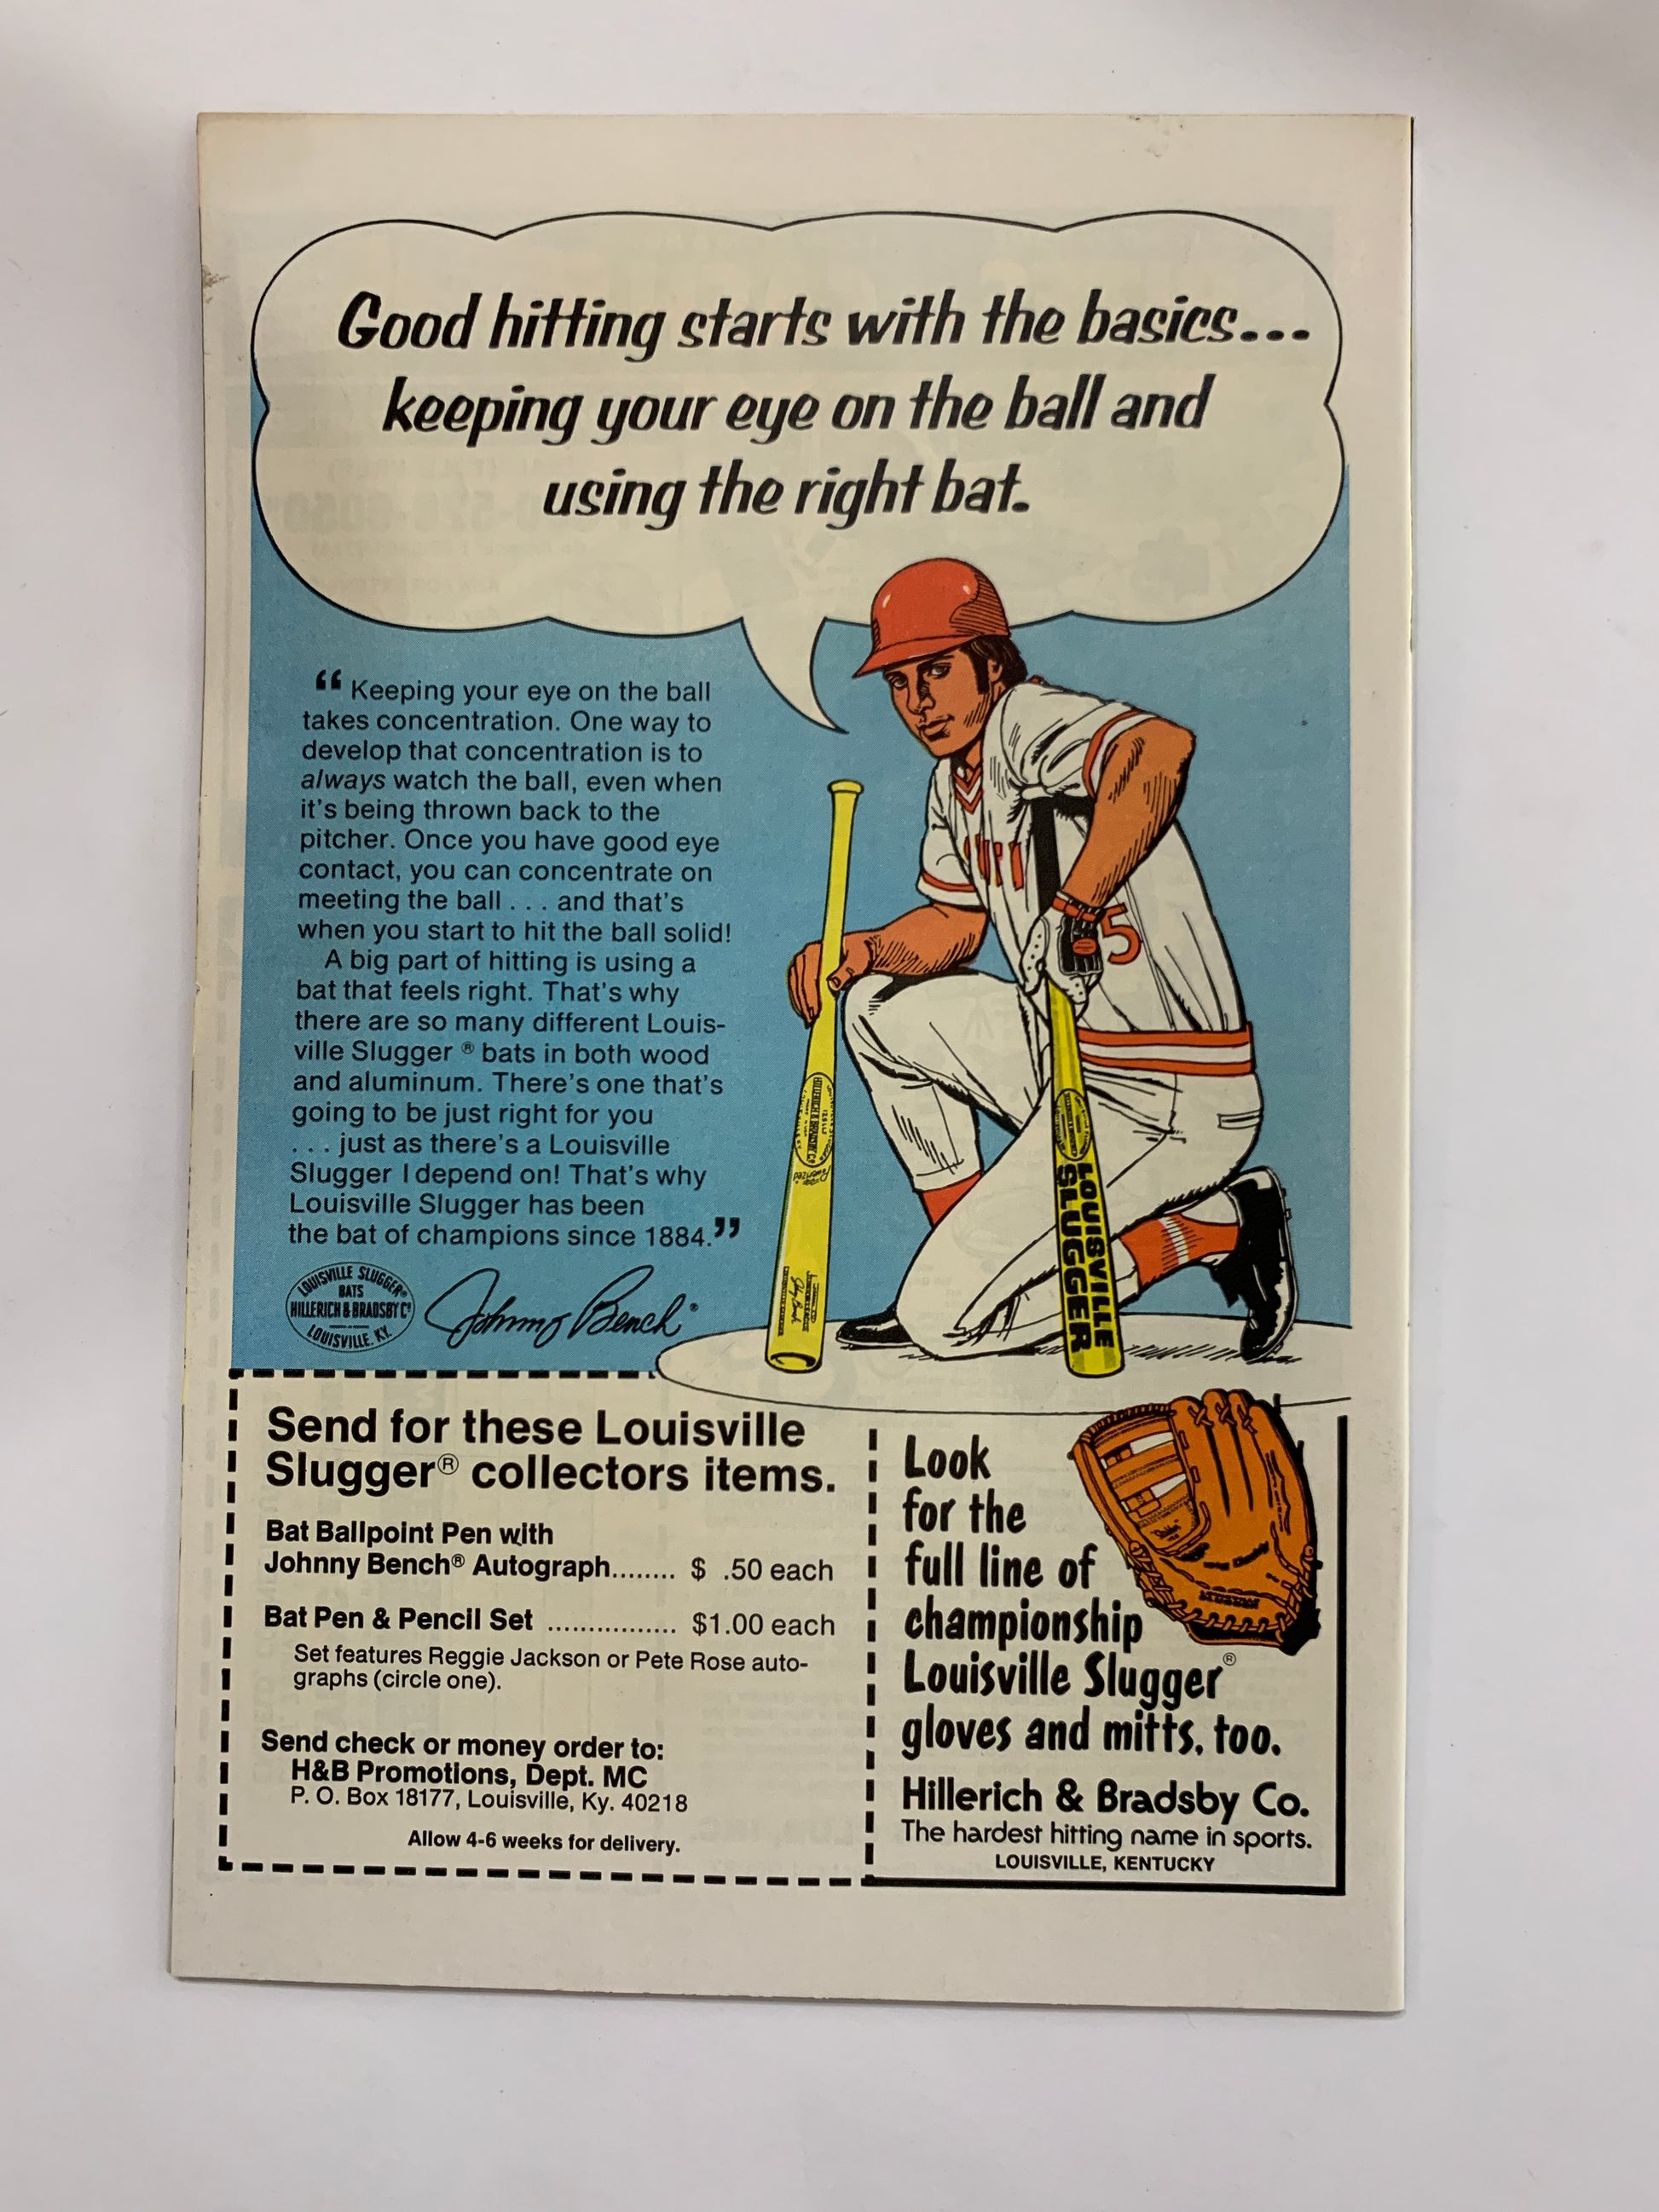 Good hitting starts with the basics...
keeping your eye on the ball and
using the right bat.
“ Keeping your eye on the ball
takes concentration. One way to
develop that concentration is to
always watch the ball, even when
it's being thrown back to the
pitcher. Once you have good eye
contact, you can concentrate on
meeting the ball . . . and that's
when you start to hit the ball solid!
A big part of hitting is using a
bat that feels right. That's why
there are so many different Louis-
ville Slugger ® bats in both wood
and aluminum. There's one that's
going to be just right for you
. . . just as there's a Louisville
Slugger I depend on! That's why
Louisville Slugger has been
the bat of champions since 1884.”
LOUISVILLE SLUGGER®
BATS
HILLERICH & BRADSBY Cº
LOUISVILLE. KY.
Johnny Bench®
5
LOUISVILLE
SLUGGER
Send for these Louisville
Slugger® collectors items.
Bat Ballpoint Pen with
Johnny Bench® Autograph........ $ .50 each
Bat Pen & Pencil Set ................ $1.00 each
Set features Reggie Jackson or Pete Rose auto-
graphs (circle one).
Send check or money order to:
H&B Promotions, Dept. MC
P. O. Box 18177, Louisville, Ky. 40218
Allow 4-6 weeks for delivery.
Look
for the
full line of
championship
Louisville Slugger®
gloves and mitts, too.
Hillerich & Bradsby Co.
The hardest hitting name in sports.
LOUISVILLE, KENTUCKY